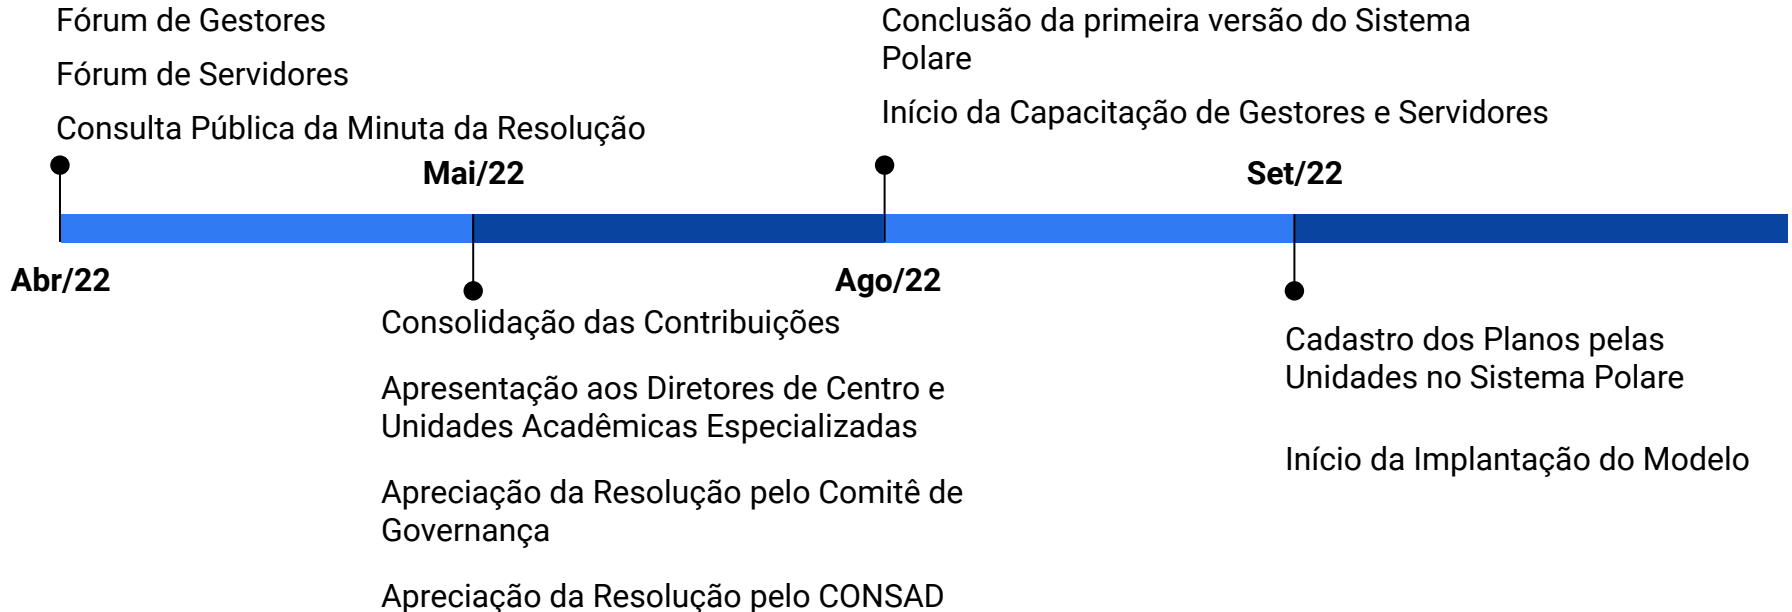 Fórum de Gestores
Fórum de Servidores
Consulta Pública da Minuta da Resolução
Abr/22
Mai/22
Consolidação das Contribuições
Apresentação aos Diretores de Centro e
Unidades Acadêmicas Especializadas
Apreciação da Resolução pelo Comitê de
Governança
Apreciação da Resolução pelo CONSAD
Conclusão da primeira versão do Sistema
Polare
Início da Capacitação de Gestores e Servidores
Ago/22
Set/22
Cadastro dos Planos pelas
Unidades no Sistema Polare
Início da Implantação do Modelo